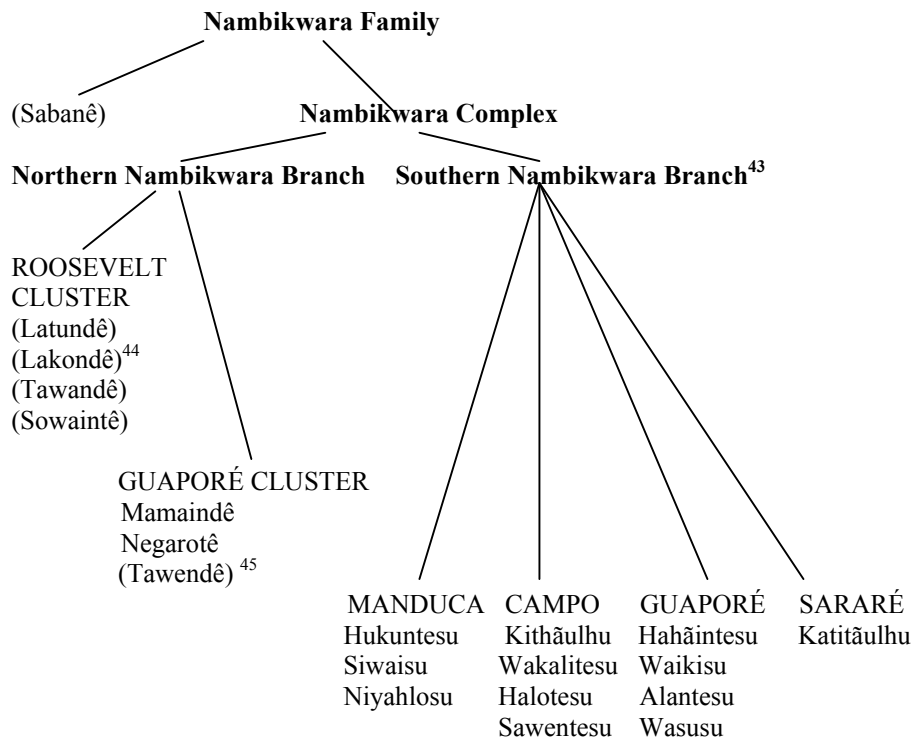 Nambikwara Family
(Sabanê)
Nambikwara Complex
Northern Nambikwara Branch
Southern Nambikwara Branch43
ROOSEVELT
CLUSTER
(Latundê)
(Lakondê)44
(Tawandê)
(Sowaintê)
GUAPORÉ CLUSTER
Mamaindê
Negarotê
(Tawendê) 45
MANDUCA
Hukuntesu
Siwaisu
Niyahlosu
CAMPO
Kithãulhu
Wakalitesu
Halotesu
Sawentesu
GUAPORÉ
Hahãintesu
Waikisu
Alantesu
Wasusu
SARARÉ
Katitãulhu